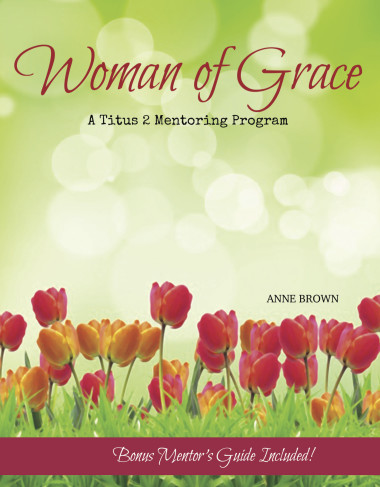 Woman of Grace
A Titus 2 Mentoring Program
ANNE BROWN
Bonus Mentor's Guide Included!